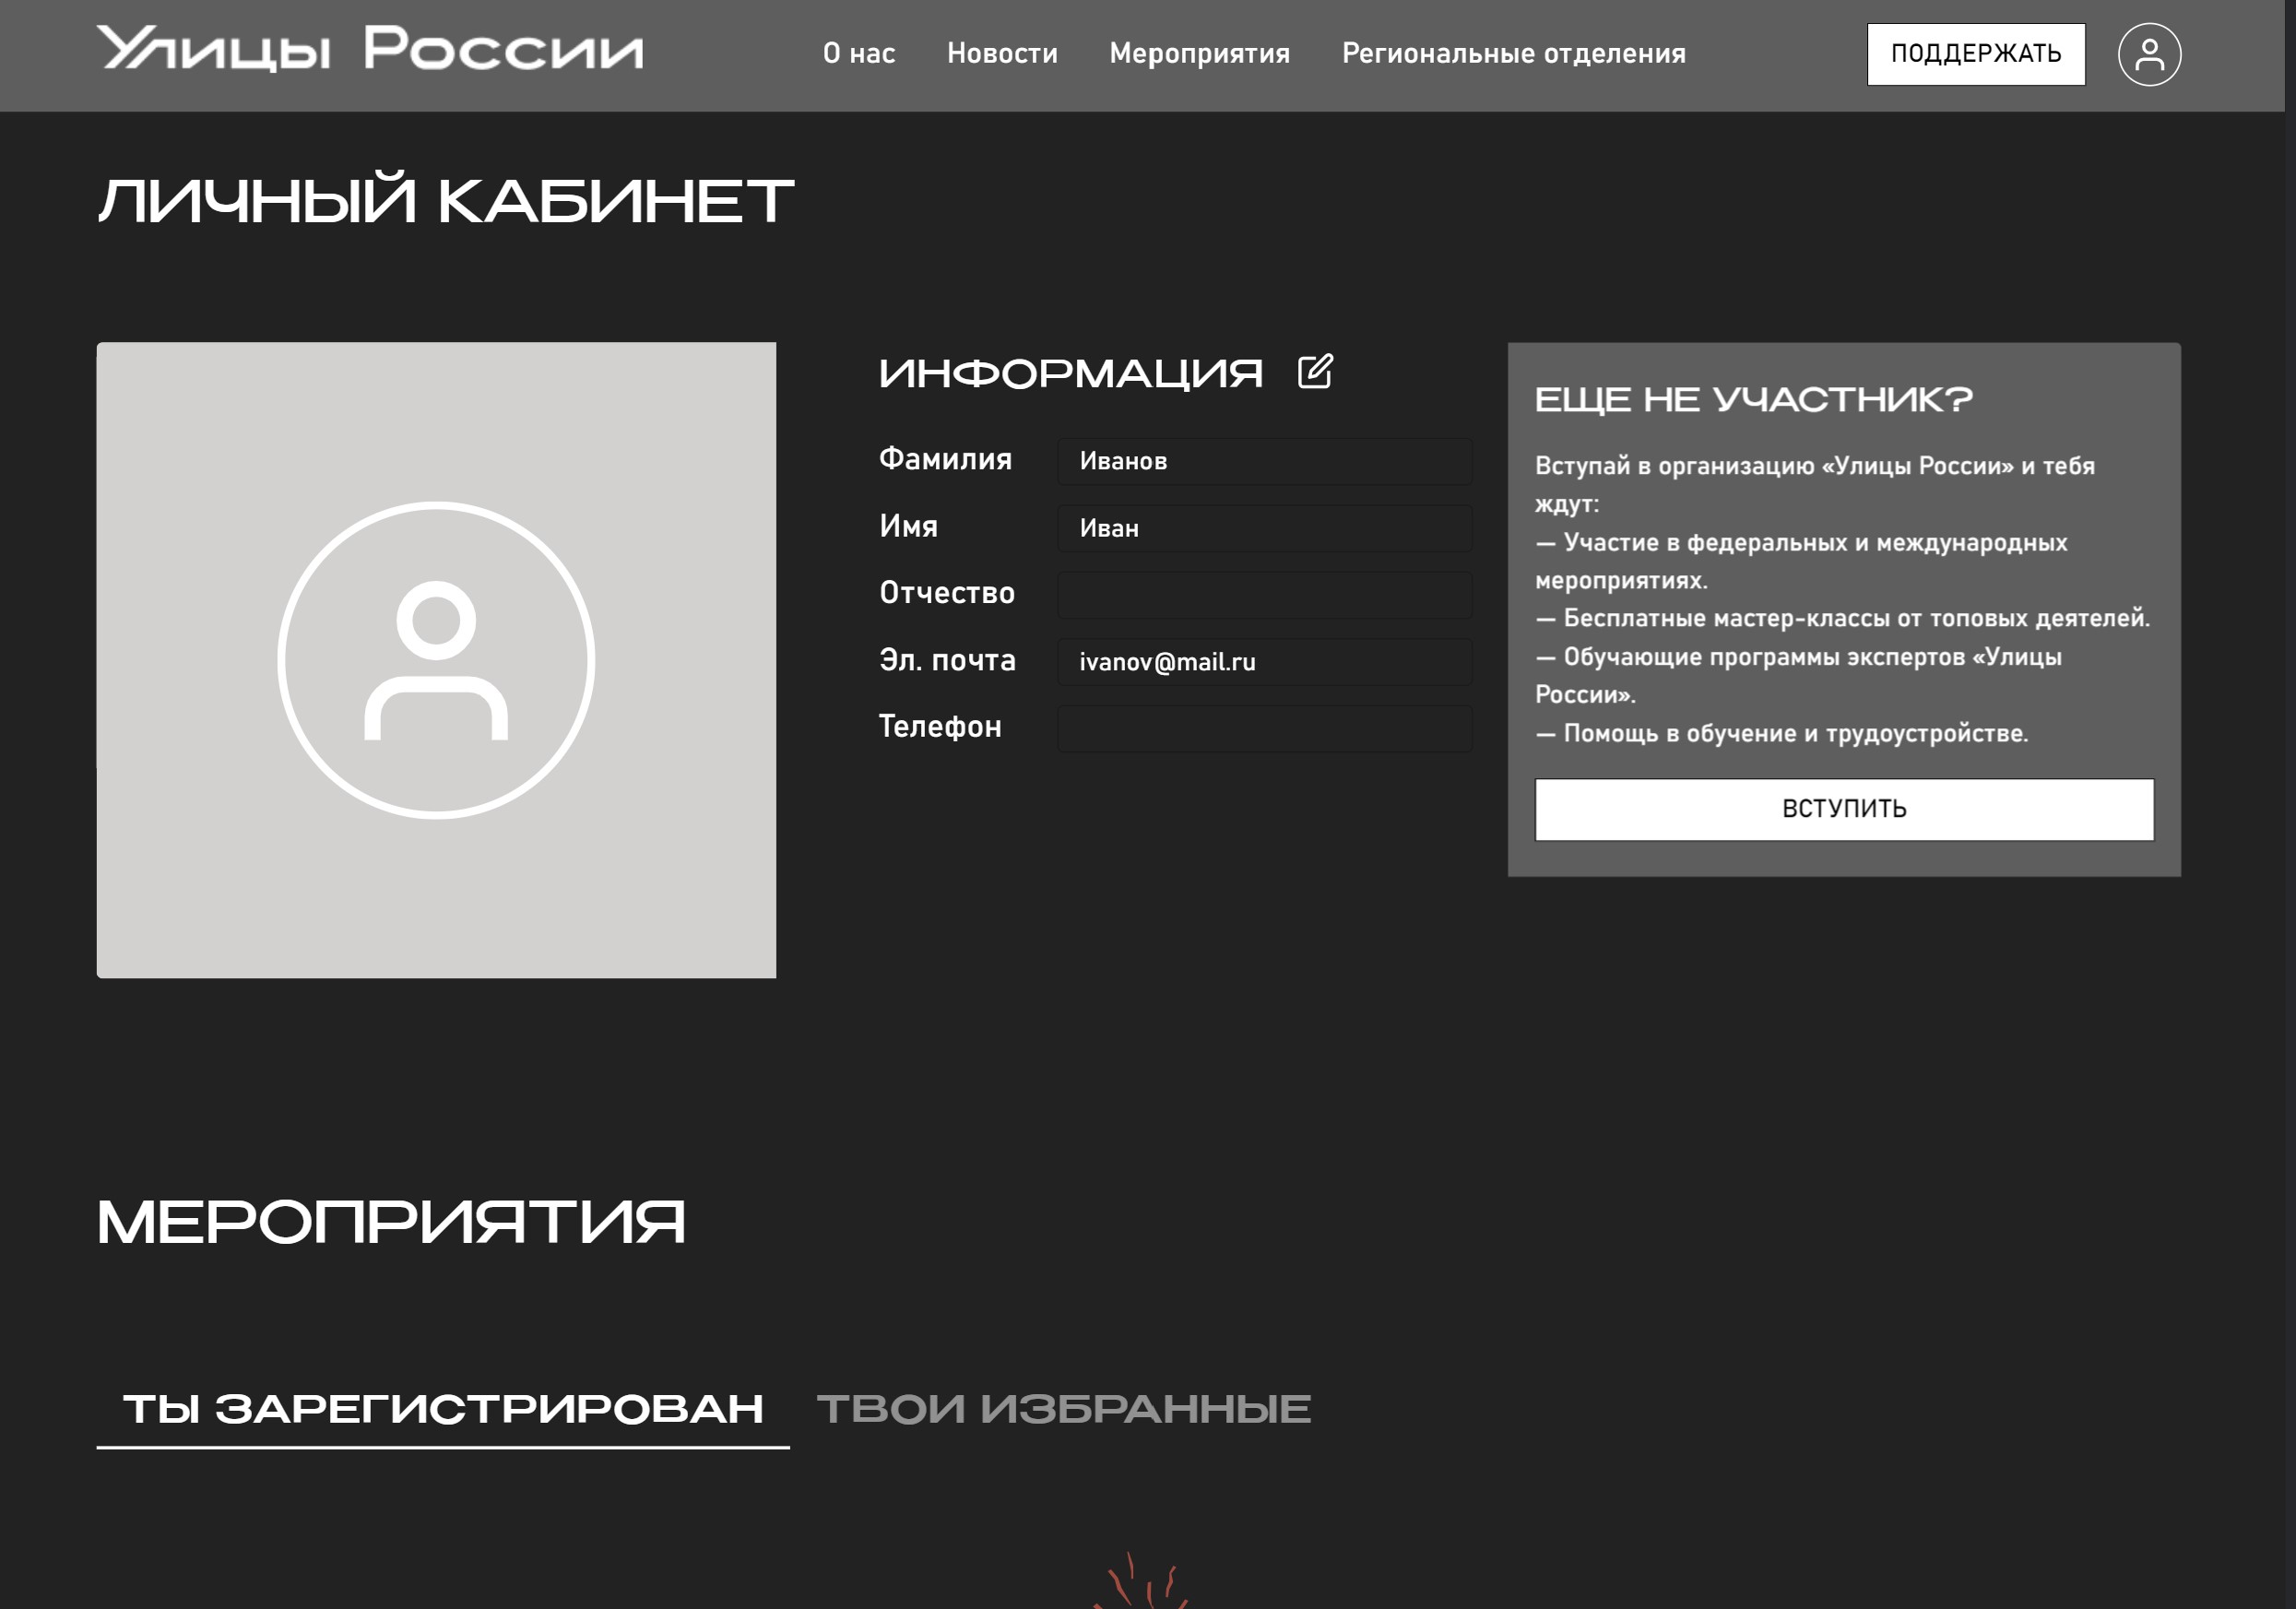 Улицы России
О нас Новости Мероприятия Региональные отделения
ПОДДЕРЖАТЬ
ЛИЧНЫЙ КАБИНЕТ
ИНФОРМАЦИЯ
Фамилия Иванов
Имя Иван
Отчество
Эл. почта ivanov@mail.ru
Телефон
ЕЩЕ НЕ УЧАСТНИК?
Вступай в организацию «Улицы России» и тебя
ждут:
— Участие в федеральных и международных
мероприятиях.
— Бесплатные мастер-классы от топовых деятелей.
— Обучающие программы экспертов «Улицы
России».
— Помощь в обучение и трудоустройстве.
ВСТУПИТЬ
МЕРОПРИЯТИЯ
ТЫ ЗАРЕГИСТРИРОВАН ТВОИ ИЗБРАННЫЕ